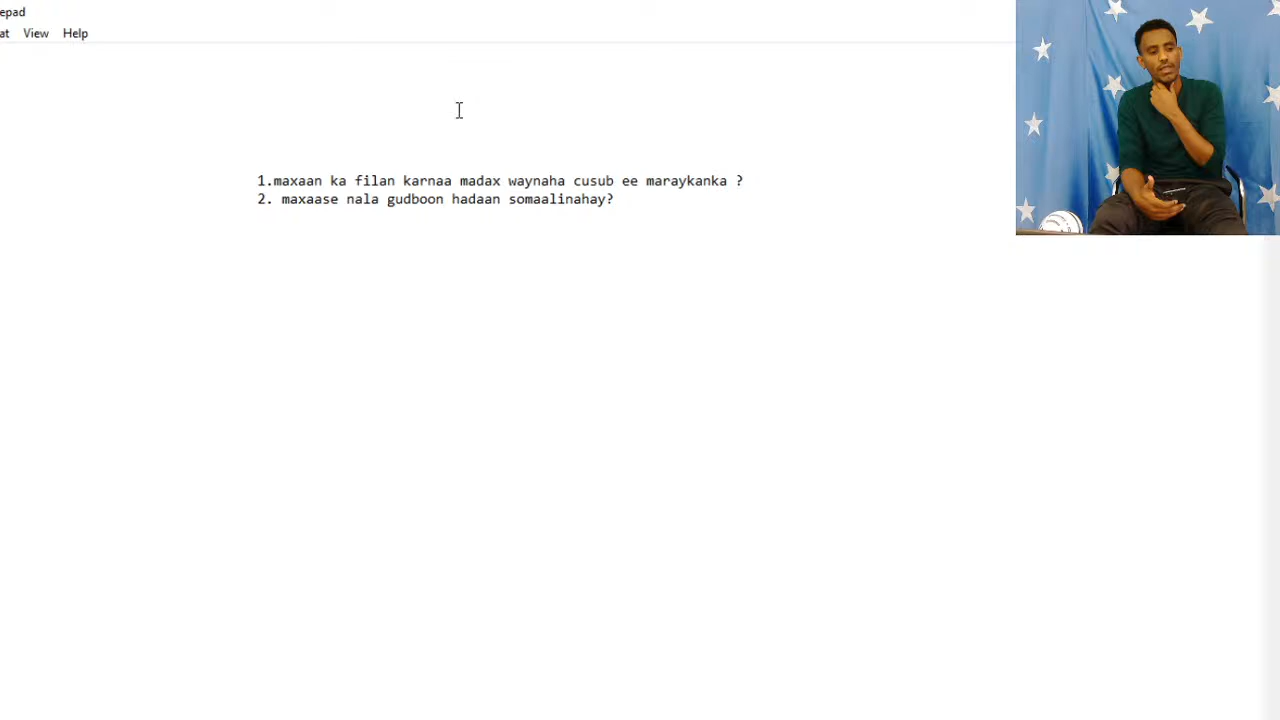 epad
at View Help
1.maxaan ka filan karnaa madax waynaha cusub ee maraykanka ?
2. maxaase nala gudboon hadaan somaalinahay?